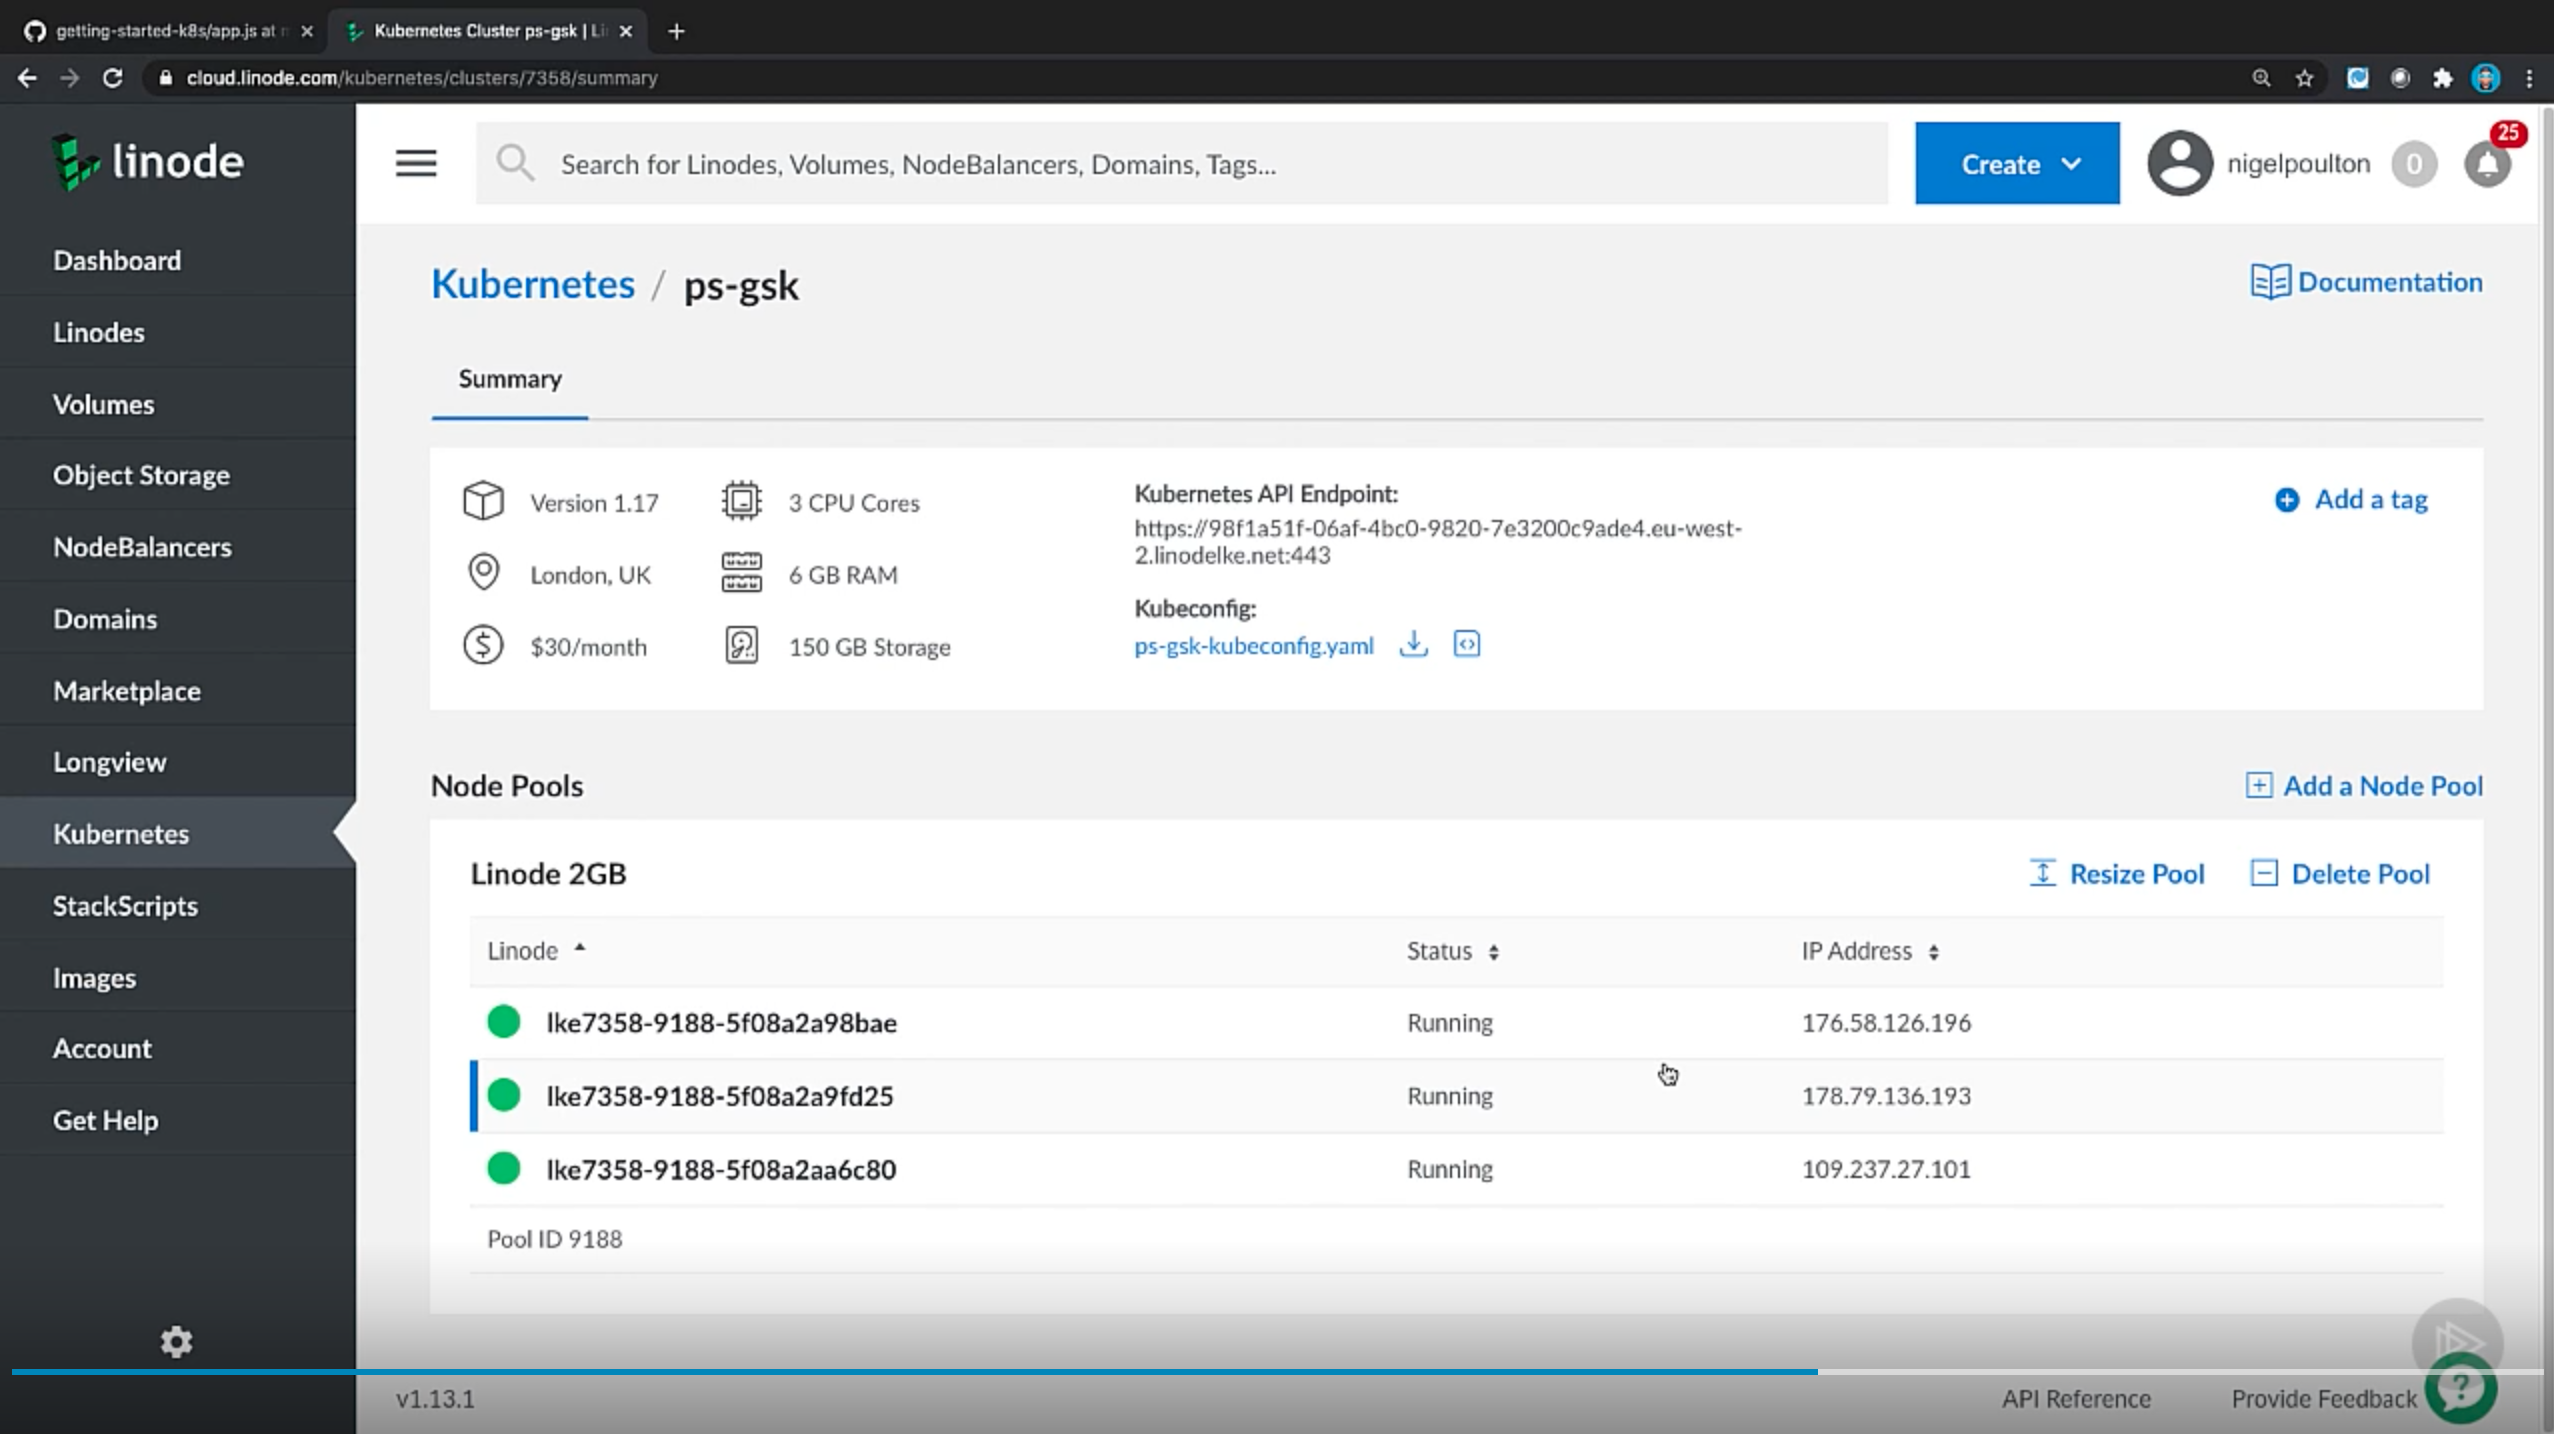 getting-started-k8s/app.js at
Kubernetes Cluster ps-gsk | Li
cloud.linode.com/kubernetes/clusters/7358/summary
linode
Search for Linodes, Volumes, NodeBalancers, Domains, Tags...
Create
nigelpoulton
0
25
Dashboard
Linodes
Volumes
Object Storage
NodeBalancers
Domains
Marketplace
Longview
Kubernetes
StackScripts
Images
Account
Get Help
Kubernetes / ps-gsk
Documentation
Summary
Version 1.17
London, UK
$30/month
3 CPU Cores
6 GB RAM
150 GB Storage
Kubernetes API Endpoint:
https://98f1a51f-06af-4bc0-9820-7e3200c9ade4.eu-west-
2.linodelke.net:443
Kubeconfig:
ps-gsk-kubeconfig.yaml
Add a tag
Node Pools
Add a Node Pool
Linode 2GB
Resize Pool
Delete Pool
Linode Status IP Address
lke7358-9188-5f08a2a98bae Running 176.58.126.196
lke7358-9188-5f08a2a9fd25 Running 178.79.136.193
lke7358-9188-5f08a2aa6c80 Running 109.237.27.101
Pool ID 9188
v1.13.1
API Reference
Provide Feedback